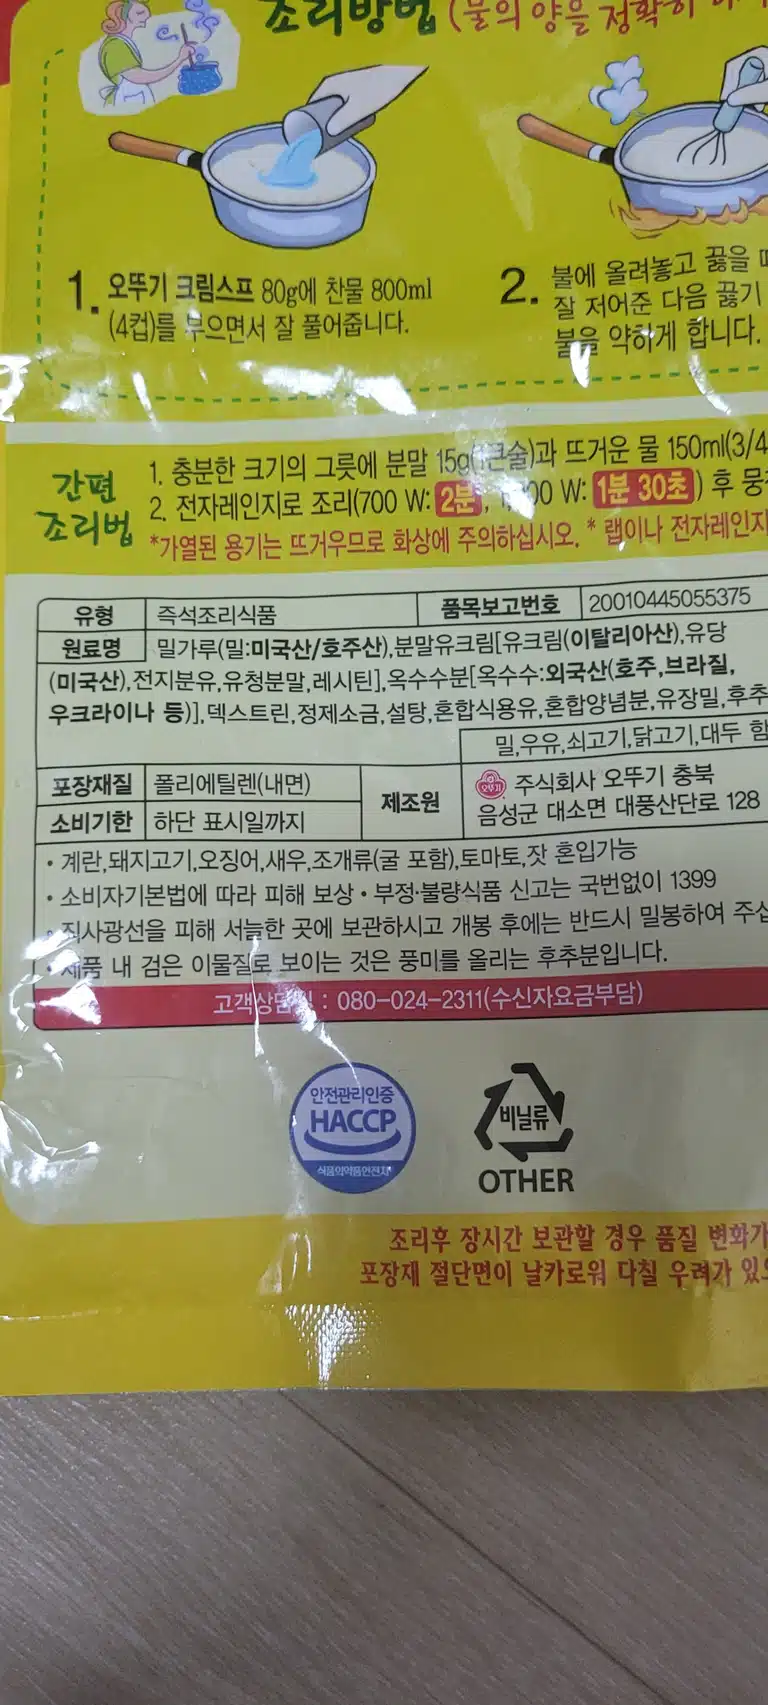 조리방법 (물의 양을 정확히
1. 오뚜기 크림스프 80g에 찬물 800ml
(4컵)를 부으면서 잘 풀어줍니다.
2. 불에 올려놓고 끓을
잘 저어준 다음 끓기
불을 약하게 합니다.
간편
조리법
1. 충분한 크기의 그릇에 분말 15g(1큰술)과 뜨거운 물 150ml(3/4
2. 전자레인지로 조리(700 W: 2분, W: 1분 30초) 후
*가열된 용기는 뜨거우므로 화상에 주의하십시오. * 랩이나 전자레인지
유형 즉석조리식품 품목보고번호 20010445055375
원료명 밀가루(밀:미국산/호주산),분말유크림[유크림(이탈리아산),유당
(미국산),전지분유,유청분말,레시틴],옥수수분[옥수수:외국산(호주,브라질,
우크라이나 등)],덱스트린,정제소금,설탕,혼합식용유,혼합양념분,유장밀,후추
밀,우유,쇠고기,닭고기,대두 함
포장재질 폴리에틸렌(내면)
소비기한 하단 표시일까지
제조원
오뚜기 주식회사 오뚜기 충북
음성군 대소면 대풍산단로 128
• 계란,돼지고기,오징어,새우,조개류(굴 포함),토마토,잣 혼입가능
• 소비자기본법에 따라 피해 보상 • 부정·불량식품 신고는 국번없이 1399
• 직사광선을 피해 서늘한 곳에 보관하시고 개봉 후에는 반드시 밀봉하여 주십
• 제품 내 검은 이물질로 보이는 것은 풍미를 올리는 후추분입니다.
고객상담실 : 080-024-2311(수신자요금부담)
안전관리인증
HACCP
식품의약품안전처
비닐류
OTHER
조리후 장시간 보관할 경우 품질 변화가
포장재 절단면이 날카로워 다칠 우려가 있으